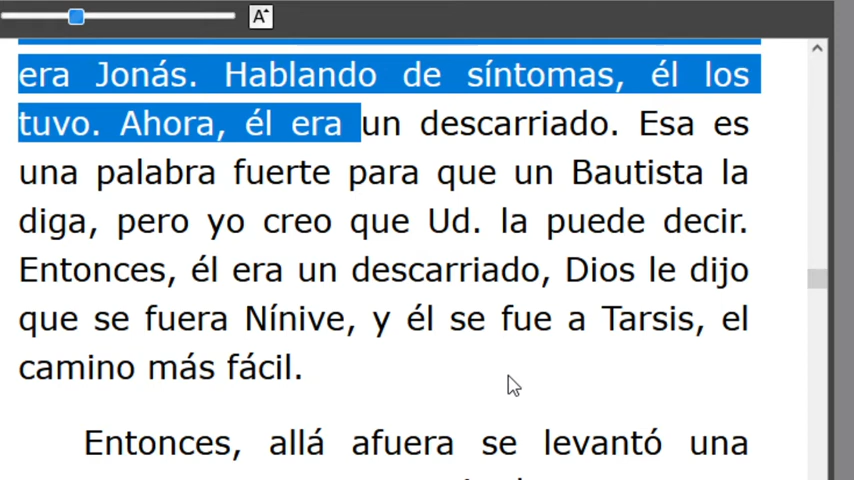 A
era Jonás. Hablando de síntomas, él los
tuvo. Ahora, él era un descarriado. Esa es
una palabra fuerte para que un Bautista la
diga, pero yo creo que Ud. la puede decir.
Entonces, él era un descarriado, Dios le dijo
que se fuera Nínive, y él se fue a Tarsis, el
camino más fácil.
Entonces, allá afuera se levantó una